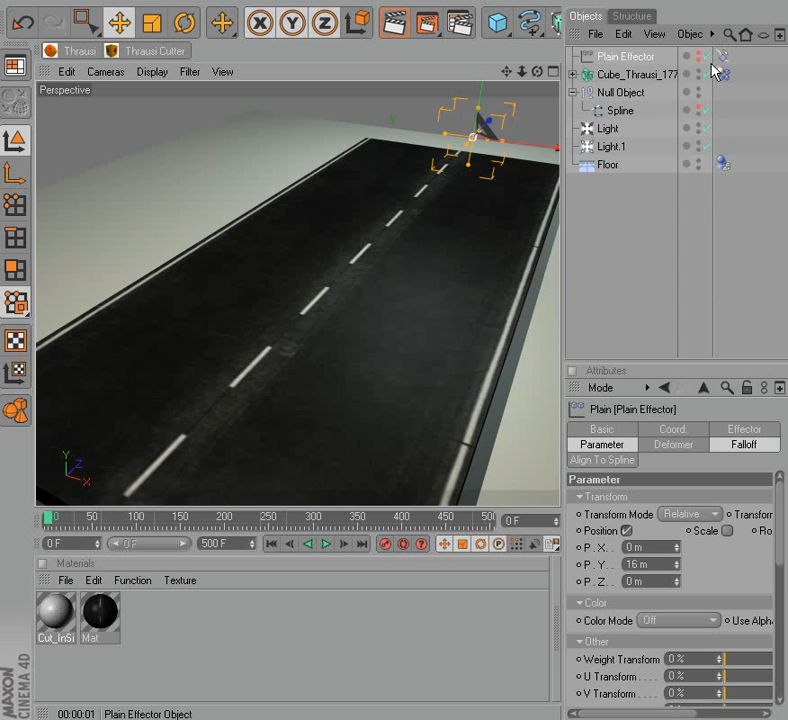 X Y Z
Objects Structure
File Edit View Objec
Thrausi Thrausi Cutter
Edit Cameras Display Filter View
Perspective
Plain Effector
Cube_Thrausi_177
Null Object
Spline
Light
Light.1
Floor
Y
Y
Z
X
Attributes
Mode
Plain [Plain Effector]
Basic Coord. Effector
Parameter Deformer Falloff
Align To Spline
Parameter
Transform
Transform Mode Relative Transfor
Position Scale Ro
P . X . . 0 m
P . Y . . 16 m
P . Z . . 0 m
Color
Color Mode Off Use Alph
Other
Weight Transform 0 %
U Transform . . . . 0 %
V Transform . . . . 0 %
0 50 100 150 200 250 300 350 400 450 50 0 F
0 F 0 F 500 F
Materials
File Edit Function Texture
Cut_InSi Mat
MAXON
CINEMA 4D
00:00:01 Plain Effector Object